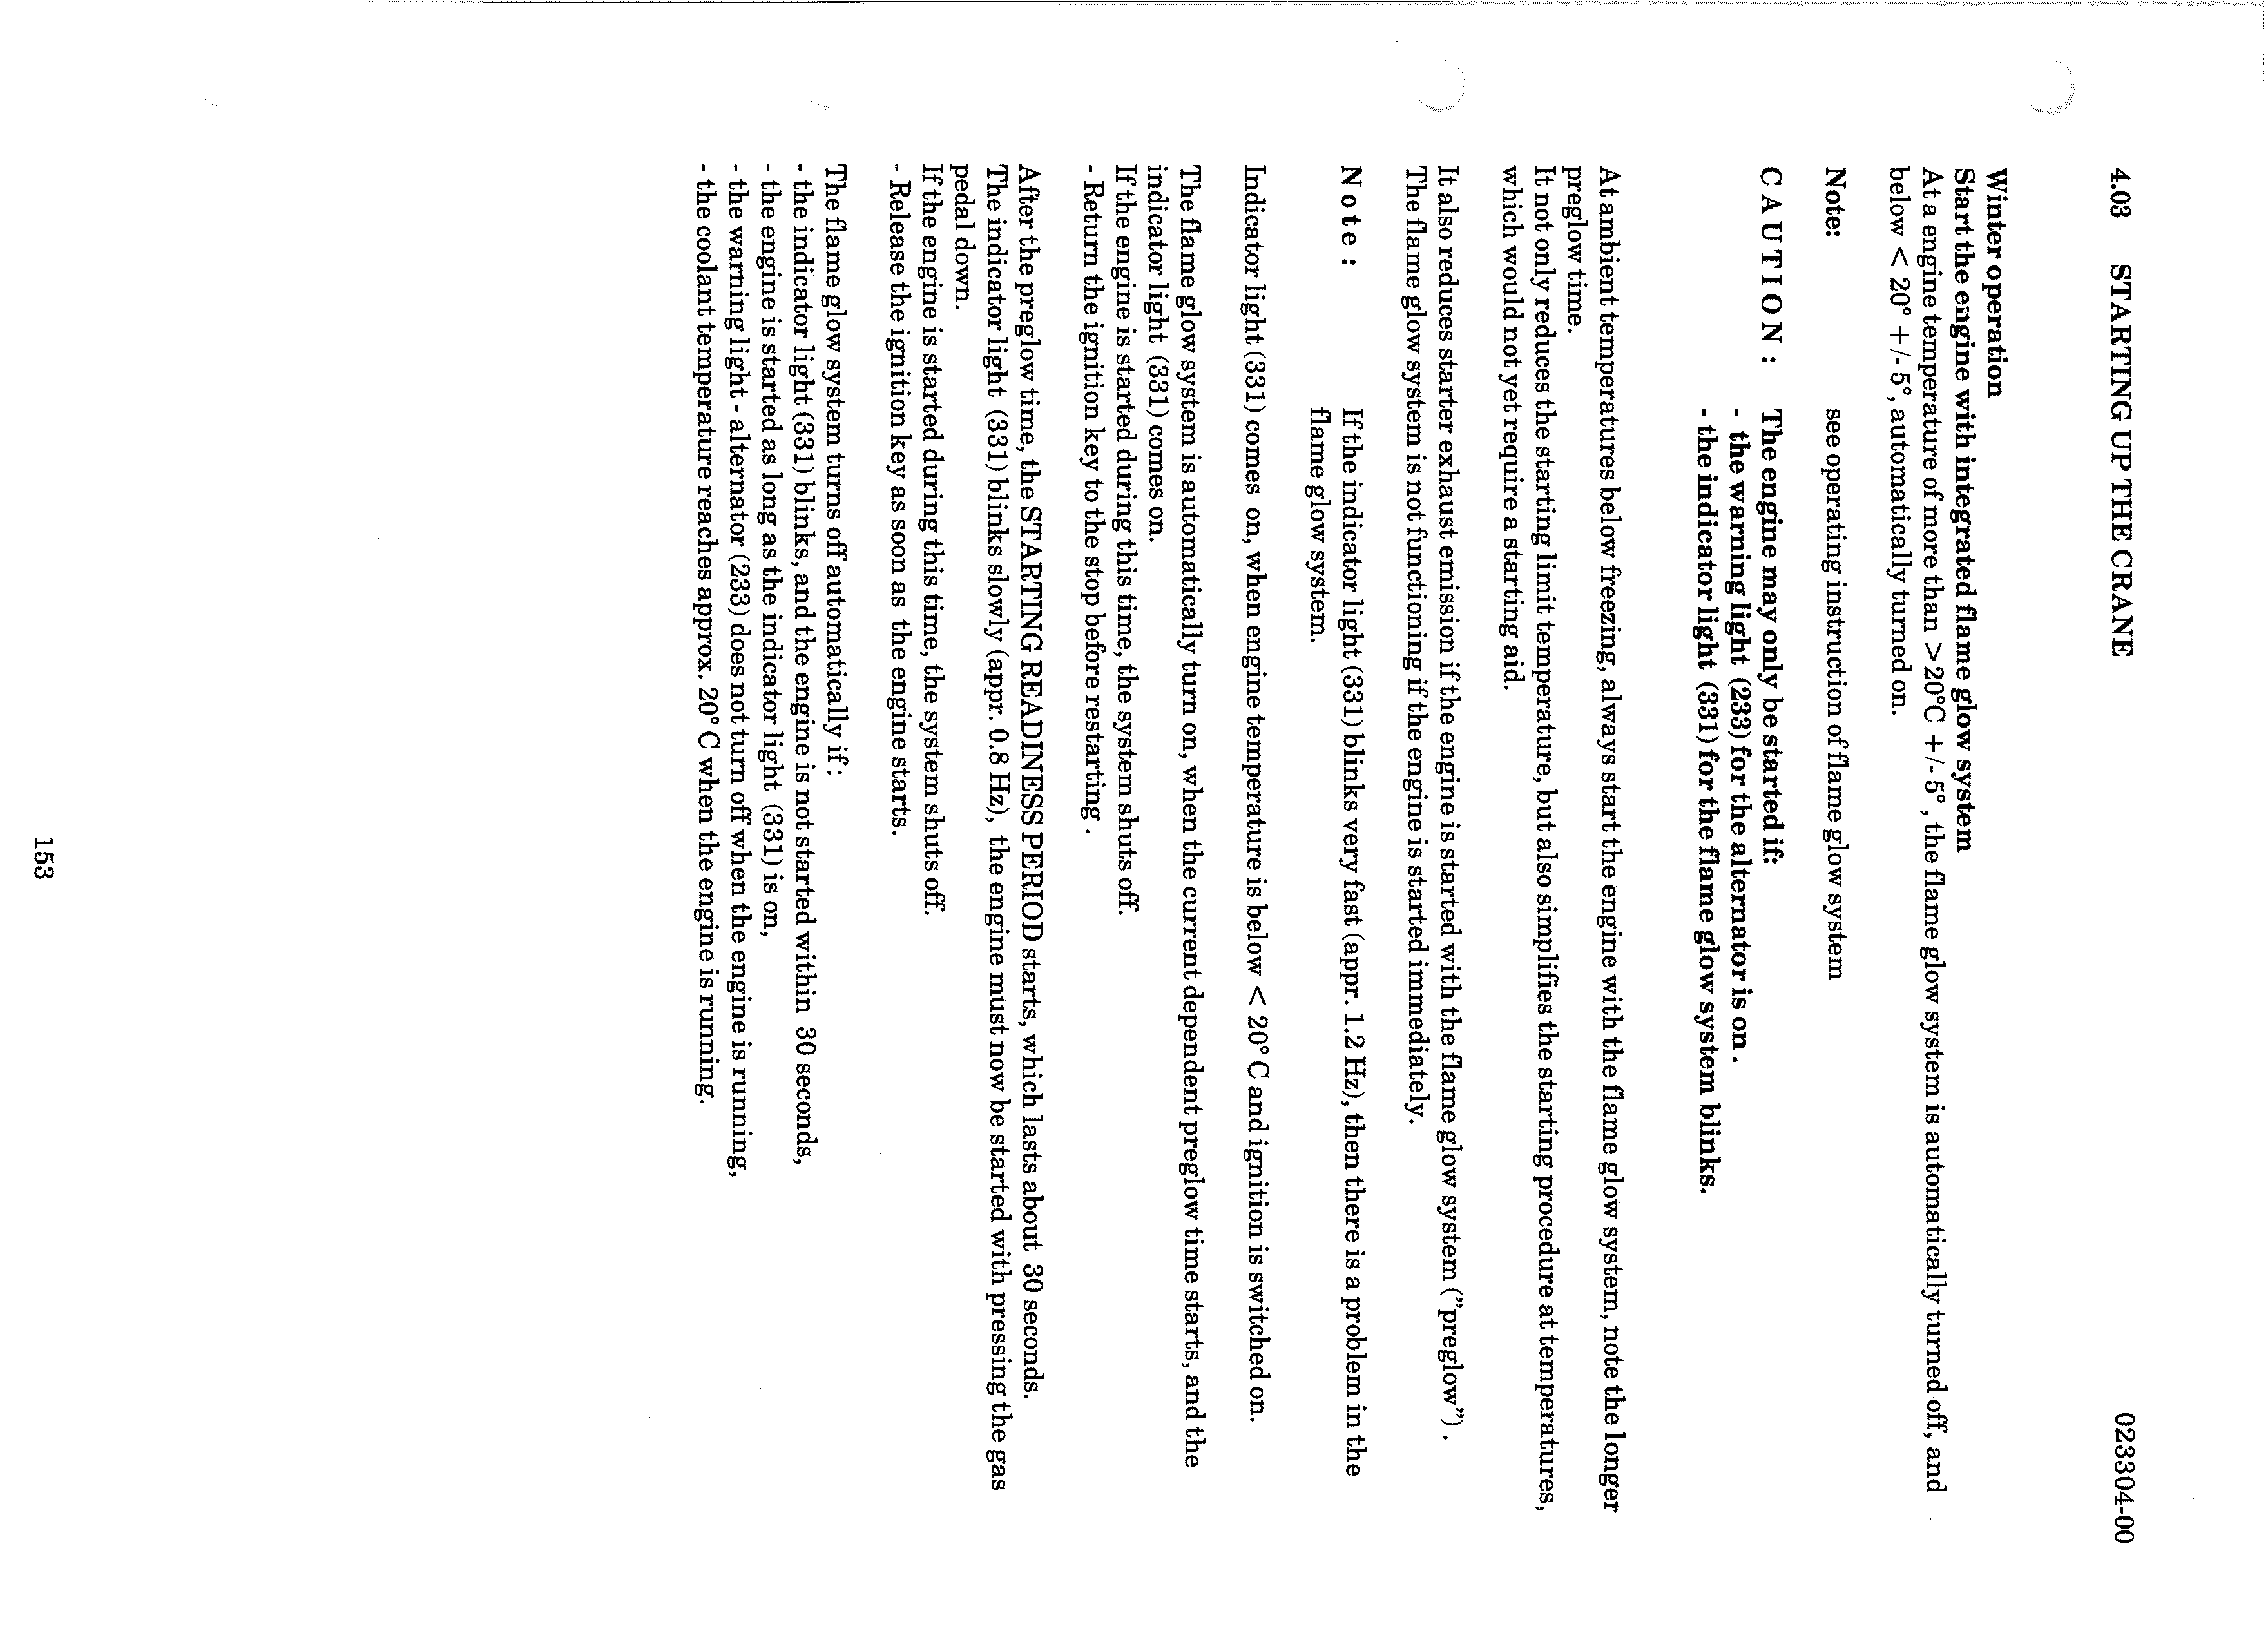 4.03 STARTING UP THE CRANE 023304-00
Winter operation
Start the engine with integrated flame glow system
At a engine temperature of more than >20°C +/- 5°, the flame glow system is automatically turned off, and
below < 20° +/- 5°, automatically turned on.
Note: see operating instruction of flame glow system
CAUTION: The engine may only be started if:
- the warning light (233) for the alternator is on.
- the indicator light (331) for the flame glow system blinks.
At ambient temperatures below freezing, always start the engine with the flame glow system, note the longer
preglow time.
It not only reduces the starting limit temperature, but also simplifies the starting procedure at temperatures,
which would not yet require a starting aid.
It also reduces starter exhaust emission if the engine is started with the flame glow system ("preglow").
The flame glow system is not functioning if the engine is started immediately.
Note: If the indicator light (331) blinks very fast (appr. 1.2 Hz), then there is a problem in the
flame glow system.
Indicator light (331) comes on, when engine temperature is below < 20° C and ignition is switched on.
The flame glow system is automatically turn on, when the current dependent preglow time starts, and the
indicator light (331) comes on.
If the engine is started during this time, the system shuts off.
- Return the ignition key to the stop before restarting.
After the preglow time, the STARTING READINESS PERIOD starts, which lasts about 30 seconds.
The indicator light (331) blinks slowly (appr. 0.8 Hz), the engine must now be started with pressing the gas
pedal down.
If the engine is started during this time, the system shuts off.
- Release the ignition key as soon as the engine starts.
The flame glow system turns off automatically if:
- the indicator light (331) blinks, and the engine is not started within 30 seconds,
- the engine is started as long as the indicator light (331) is on,
- the warning light - alternator (233) does not turn off when the engine is running,
- the coolant temperature reaches approx. 20° C when the engine is running.
153